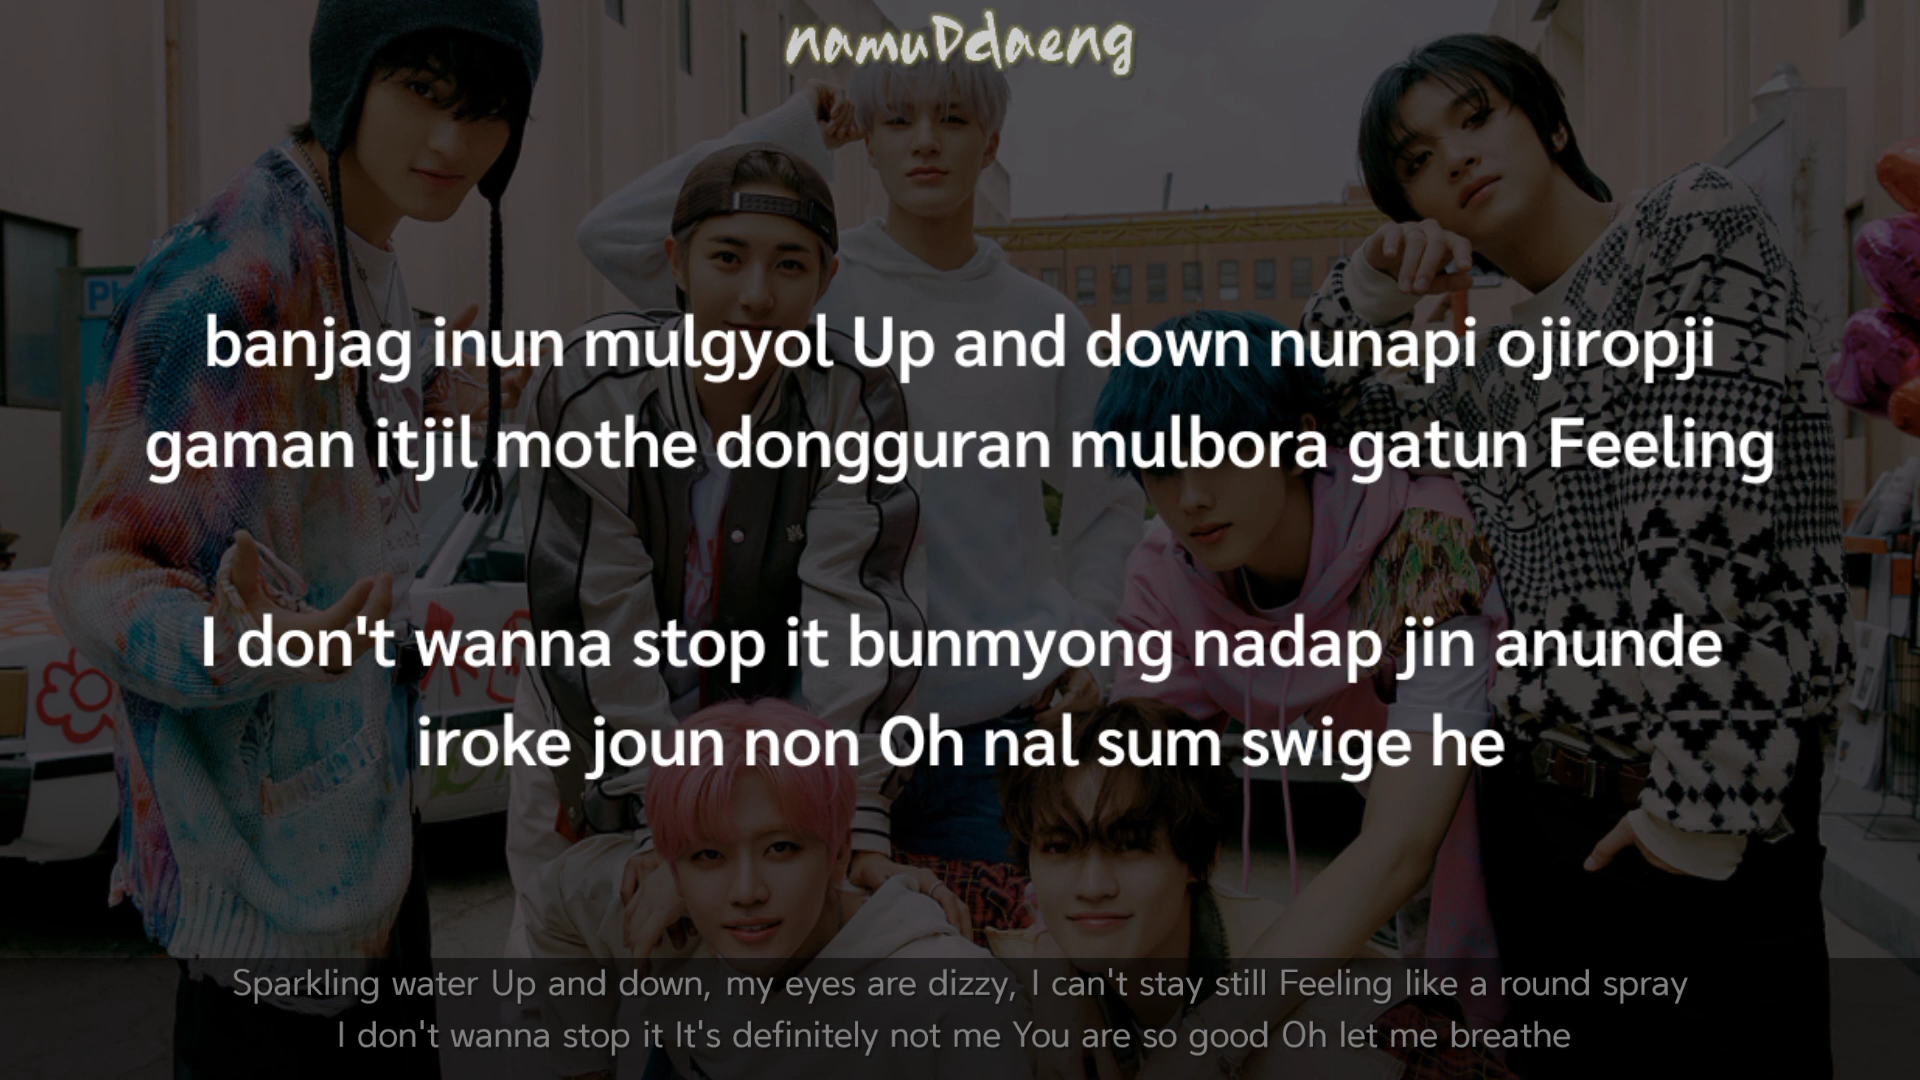 namuDdaeng
PH
banjag inun mulgyol Up and down nunapi ojiropji
gaman itjil mothe dongguran mulbora gatun Feeling
I don't wanna stop it bunmyong nadap jin anunde
iroke joun non Oh nal sum swige he
Sparkling water Up and down, my eyes are dizzy, I can't stay still Feeling like a round spray
I don't wanna stop it It's definitely not me You are so good Oh let me breathe